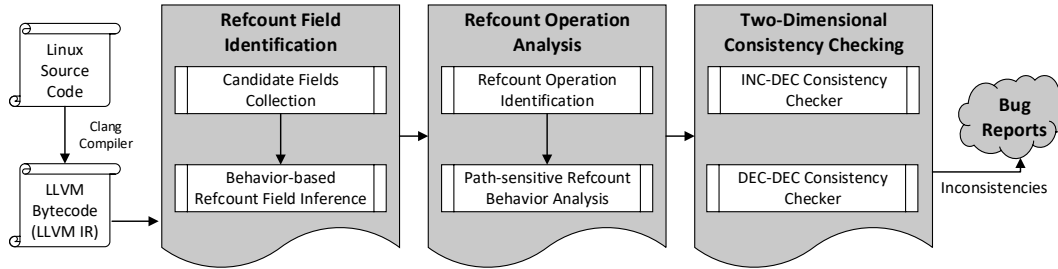 Linux
Source
Code
Clang
Compiler
LLVM
Bytecode
(LLVM IR)
Refcount Field
Identification
Candidate Fields
Collection
Behavior-based
Refcount Field Inference
Refcount Operation
Analysis
Refcount Operation
Identification
Path-sensitive Refcount
Behavior Analysis
Two-Dimensional
Consistency Checking
INC-DEC Consistency
Checker
DEC-DEC Consistency
Checker
Inconsistencies
Bug
Reports